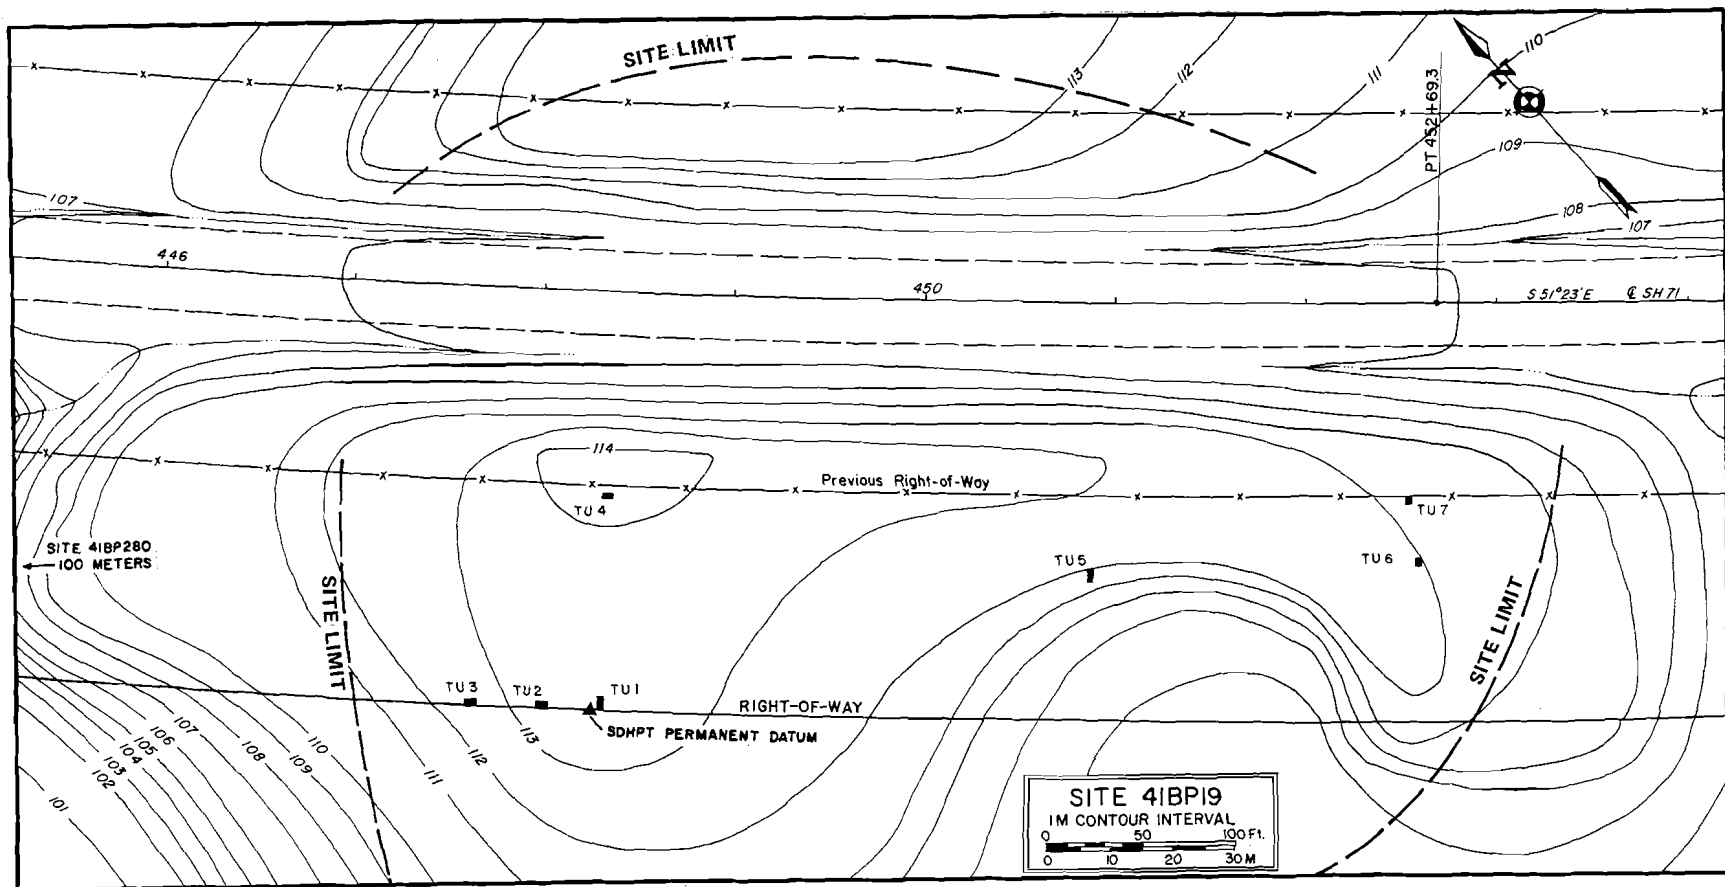 SITE LIMIT
113
112
111
110
N
PT 452+69.3
109
107
108
107
446
450
S 51°23'E ℄ SH 71
114
Previous Right-of-Way
TU 4
TU 7
SITE 41BP280
100 METERS
TU 5
TU 6
SITE LIMIT
SITE LIMIT
TU 3
TU 2
TU 1
RIGHT-OF-WAY
SDHPT PERMANENT DATUM
113
112
111
110
109
108
107
106
105
104
103
102
101
SITE 41BP19
1M CONTOUR INTERVAL
0 50 100 Ft.
0 10 20 30 M